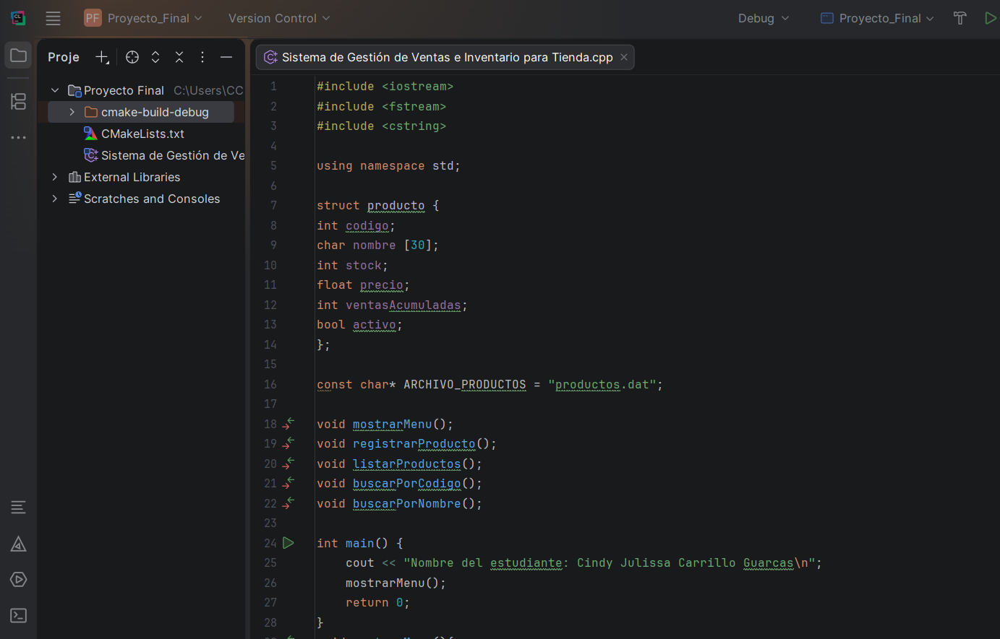 PF Proyecto_Final Version Control Debug Proyecto_Final
Proje
Proyecto Final C:\Users\CC
cmake-build-debug
CMakeLists.txt
Sistema de Gestión de Ve
External Libraries
Scratches and Consoles
Sistema de Gestión de Ventas e Inventario para Tienda.cpp
1 #include <iostream>
2 #include <fstream>
3 #include <cstring>
4
5 using namespace std;
6
7 struct producto {
8 int codigo;
9 char nombre [30];
10 int stock;
11 float precio;
12 int ventasAcumuladas;
13 bool activo;
14 };
15
16 const char* ARCHIVO_PRODUCTOS = "productos.dat";
17
18 void mostrarMenu();
19 void registrarProducto();
20 void listarProductos();
21 void buscarPorCodigo();
22 void buscarPorNombre();
23
24 int main() {
25 cout << "Nombre del estudiante: Cindy Julissa Carrillo Guarcas\n";
26 mostrarMenu();
27 return 0;
28 }